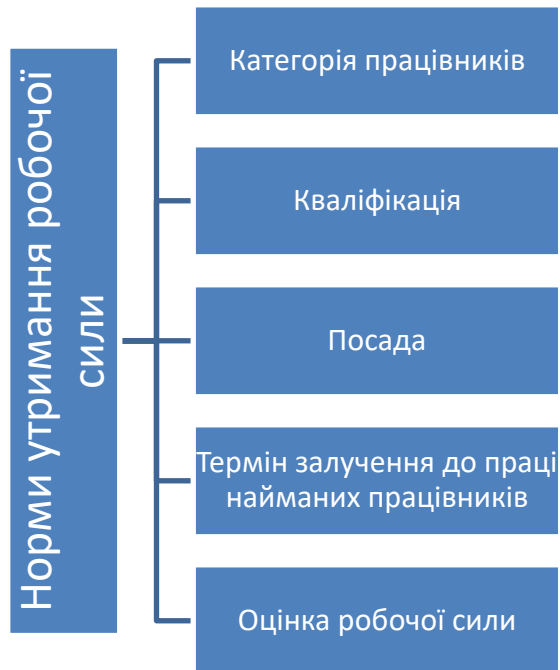 Норми утримання робочої
сили
Категорія працівників
Кваліфікація
Посада
Термін залучення до праці
найманих працівників
Оцінка робочої сили